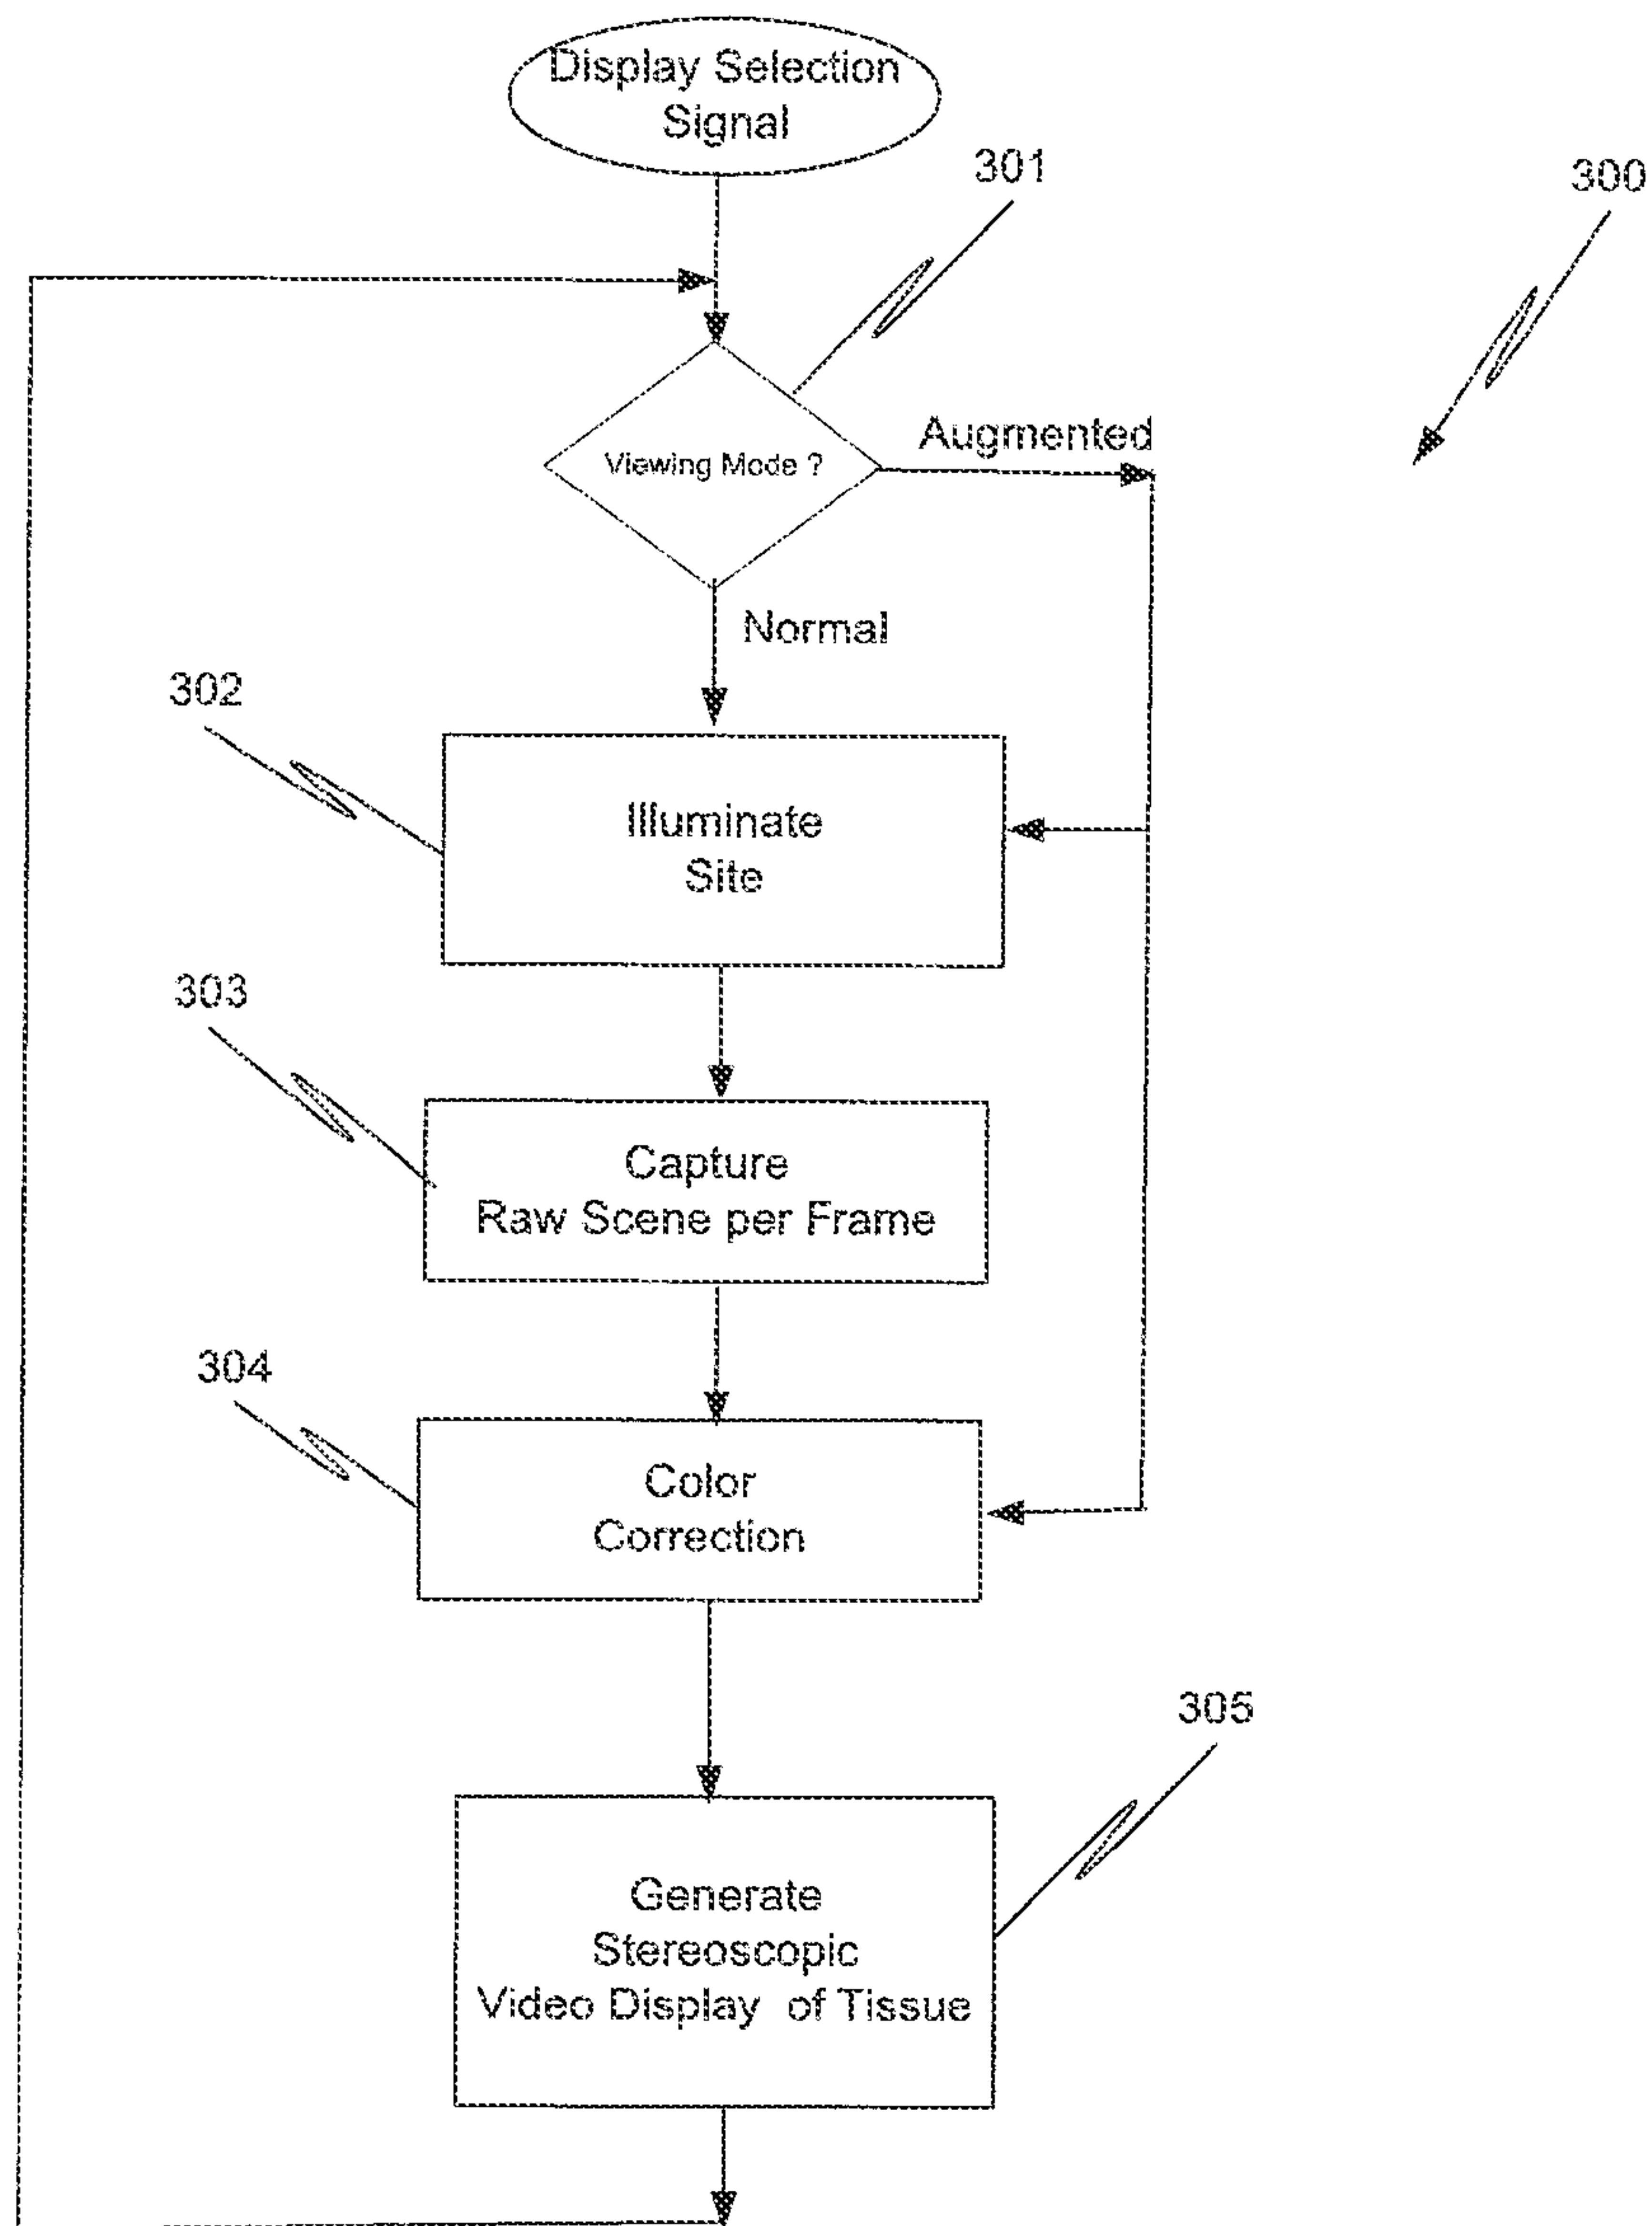 Display Selection
Signal
301
300
Viewing Mode ?
Augmented
Normal
302
Illuminate
Site
303
Capture
Raw Scene per Frame
304
Color
Correction
305
Generate
Stereoscopic
Video Display of Tissue